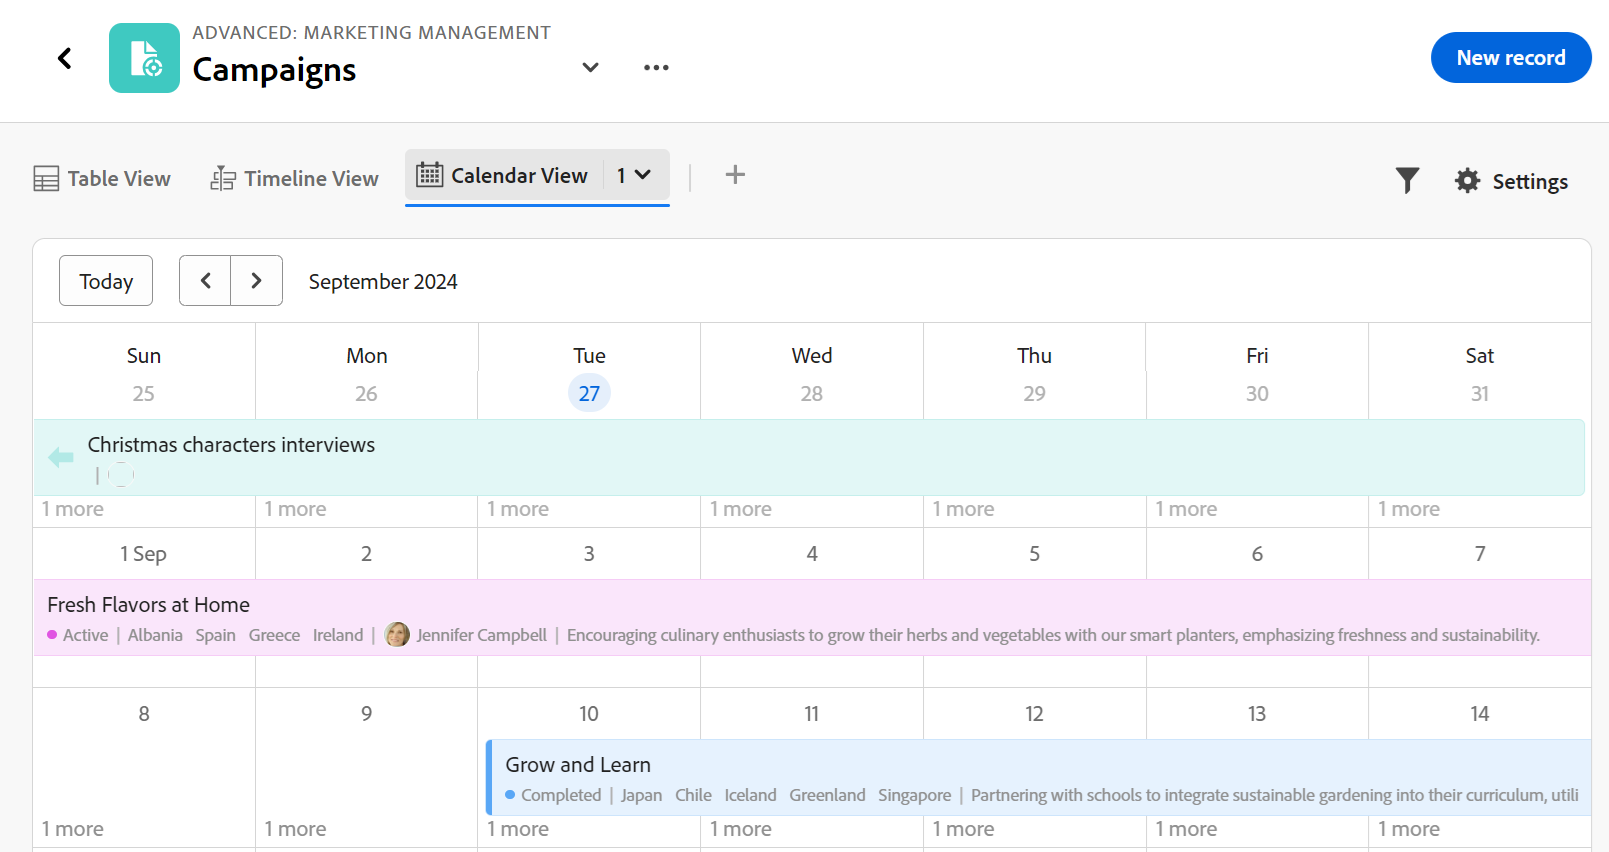 ADVANCED: MARKETING MANAGEMENT
Campaigns
New record
Table View Timeline View Calendar View 1 Settings
Today September 2024
Sun Mon Tue Wed Thu Fri Sat
25 26 27 28 29 30 31
Christmas characters interviews
|
1 more 1 more 1 more 1 more 1 more 1 more 1 more
1 Sep 2 3 4 5 6 7
Fresh Flavors at Home
Active | Albania Spain Greece Ireland | Jennifer Campbell | Encouraging culinary enthusiasts to grow their herbs and vegetables with our smart planters, emphasizing freshness and sustainability.
8 9 10 11 12 13 14
Grow and Learn
Completed | Japan Chile Iceland Greenland Singapore | Partnering with schools to integrate sustainable gardening into their curriculum, utili
1 more 1 more 1 more 1 more 1 more 1 more 1 more